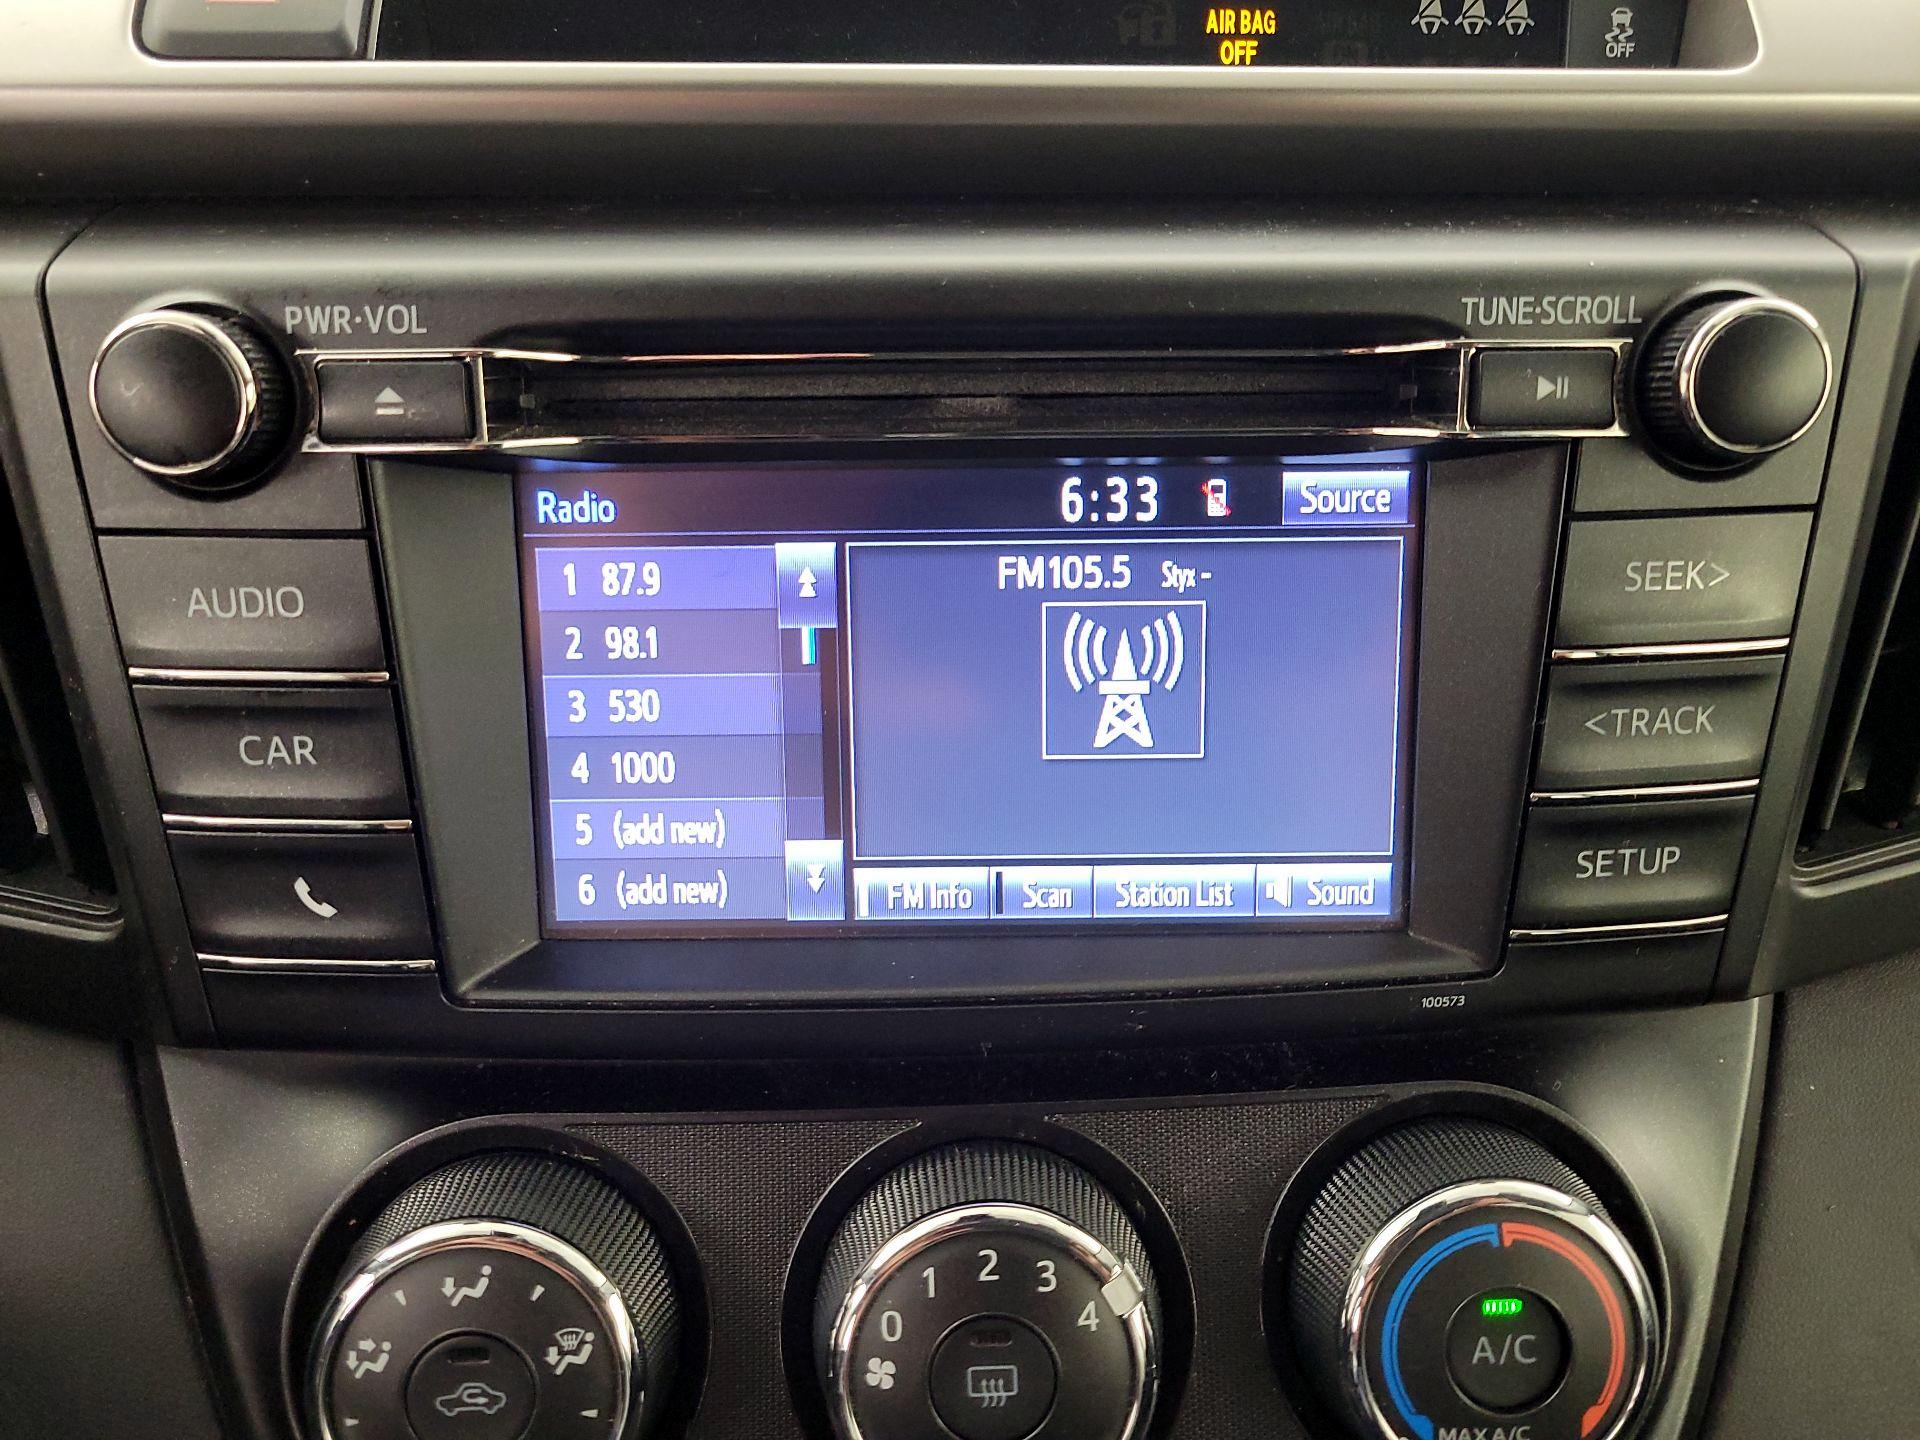 AIR BAG
OFF
OFF
PWR·VOL
TUNE·SCROLL
Radio
6:33
Source
AUDIO
CAR
1 87.9
2 98.1
3 530
4 1000
5 (add new)
6 (add new)
FM105.5 Styx -
FM Info
Scan
Station List
Sound
SEEK>
<TRACK
SETUP
100573
0
1
2
3
4
A/C
MAX A/C